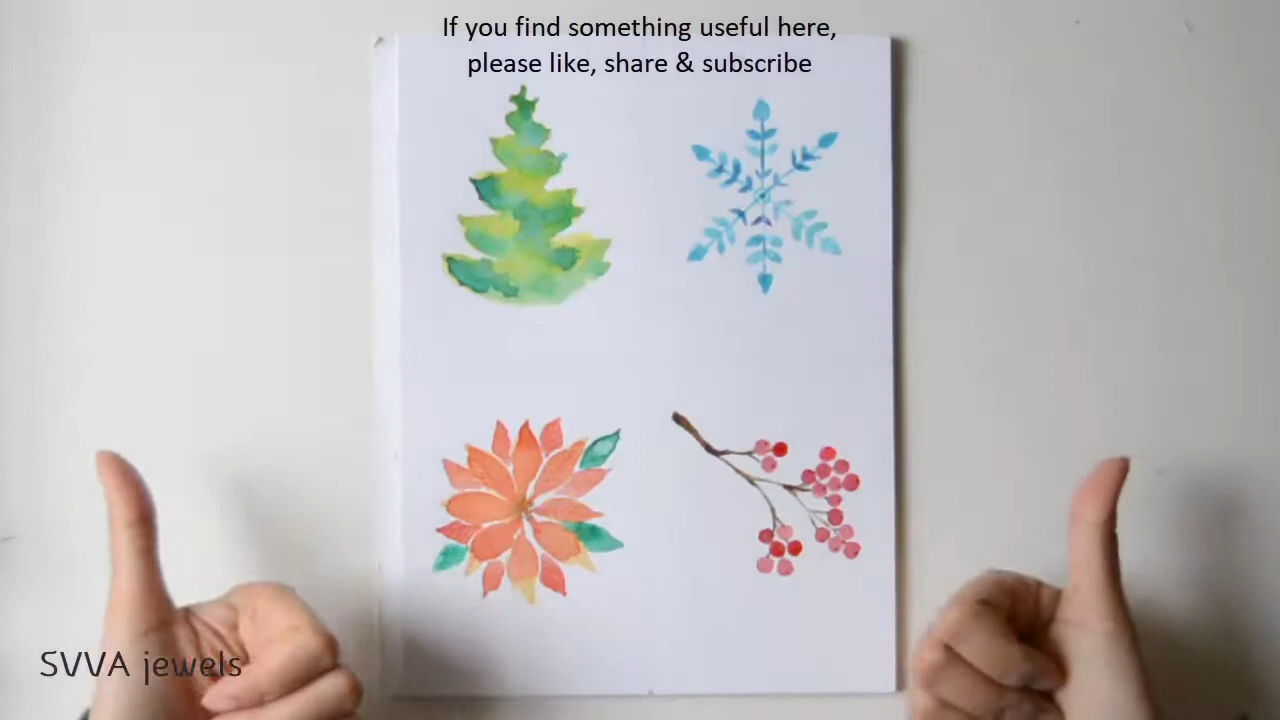 If you find something useful here,
please like, share & subscribe
SVVA jewels